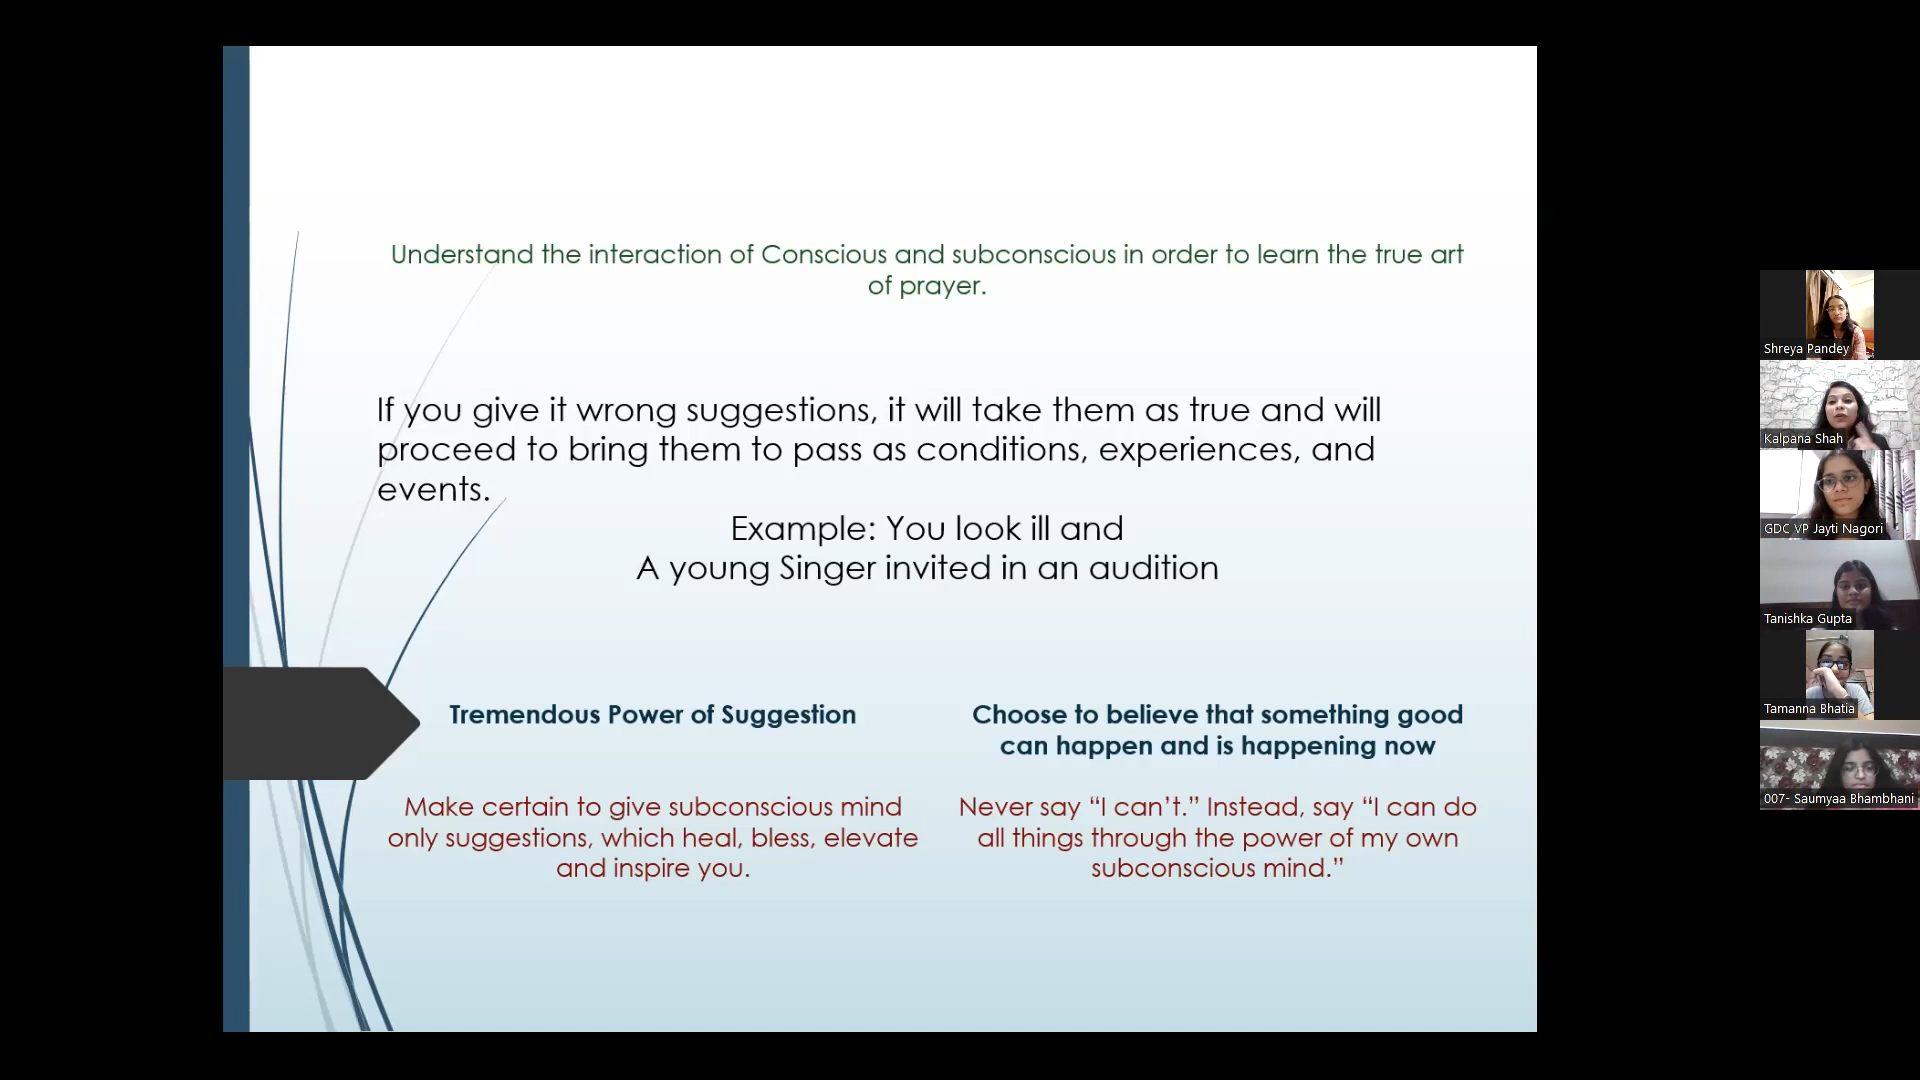 Understand the interaction of Conscious and subconscious in order to learn the true art
of prayer.
If you give it wrong suggestions, it will take them as true and will
proceed to bring them to pass as conditions, experiences, and
events.
Example: You look ill and
A young Singer invited in an audition
Tremendous Power of Suggestion
Make certain to give subconscious mind
only suggestions, which heal, bless, elevate
and inspire you.
Choose to believe that something good
can happen and is happening now
Never say “I can’t.” Instead, say “I can do
all things through the power of my own
subconscious mind.”
Shreya Pandey
Kalpana Shah
GDC VP Jayti Nagori
Tanishka Gupta
Tamanna Bhatia
007- Saumyaa Bhambhani